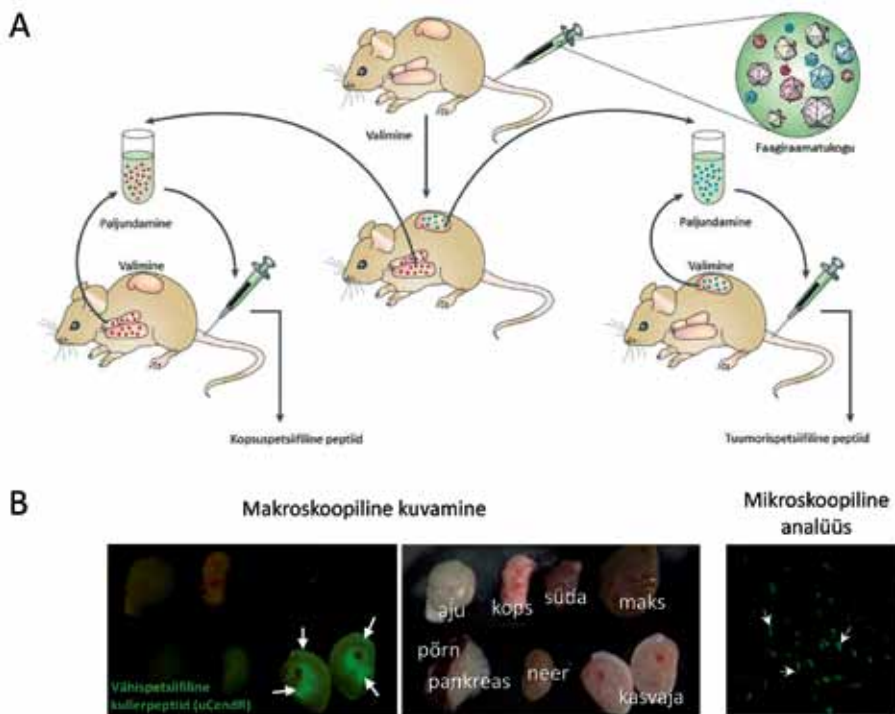 A
Valimine
Faagiraamatukogu
Paljundamine
Paljundamine
Valimine
Valimine
Kopsuspetsiifiline peptiid
Tuumorispetsiifiline peptiid
B
Makroskoopiline kuvamine
Mikroskoopiline
analüüs
Vähispetsiifiline
kullerpeptiid (uCendR)
aju
kops
süda
maks
põrn
pankreas
neer
kasvaja